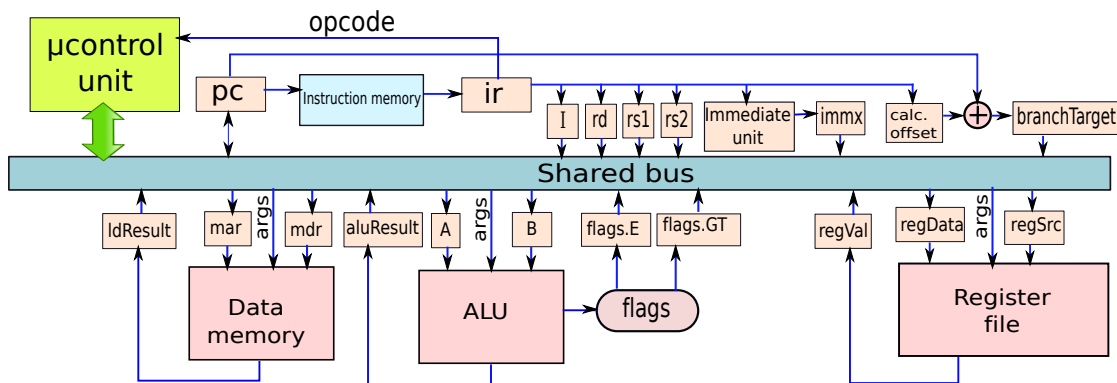 opcode
μcontrol
unit
pc
Instruction memory
ir
I
rd
rs1
rs2
Immediate
unit
immx
calc.
offset
+
branchTarget
Shared bus
ldResult
mar
args
mdr
aluResult
A
args
B
flags.E
flags.GT
regVal
regData
args
regSrc
Data
memory
ALU
flags
Register
file